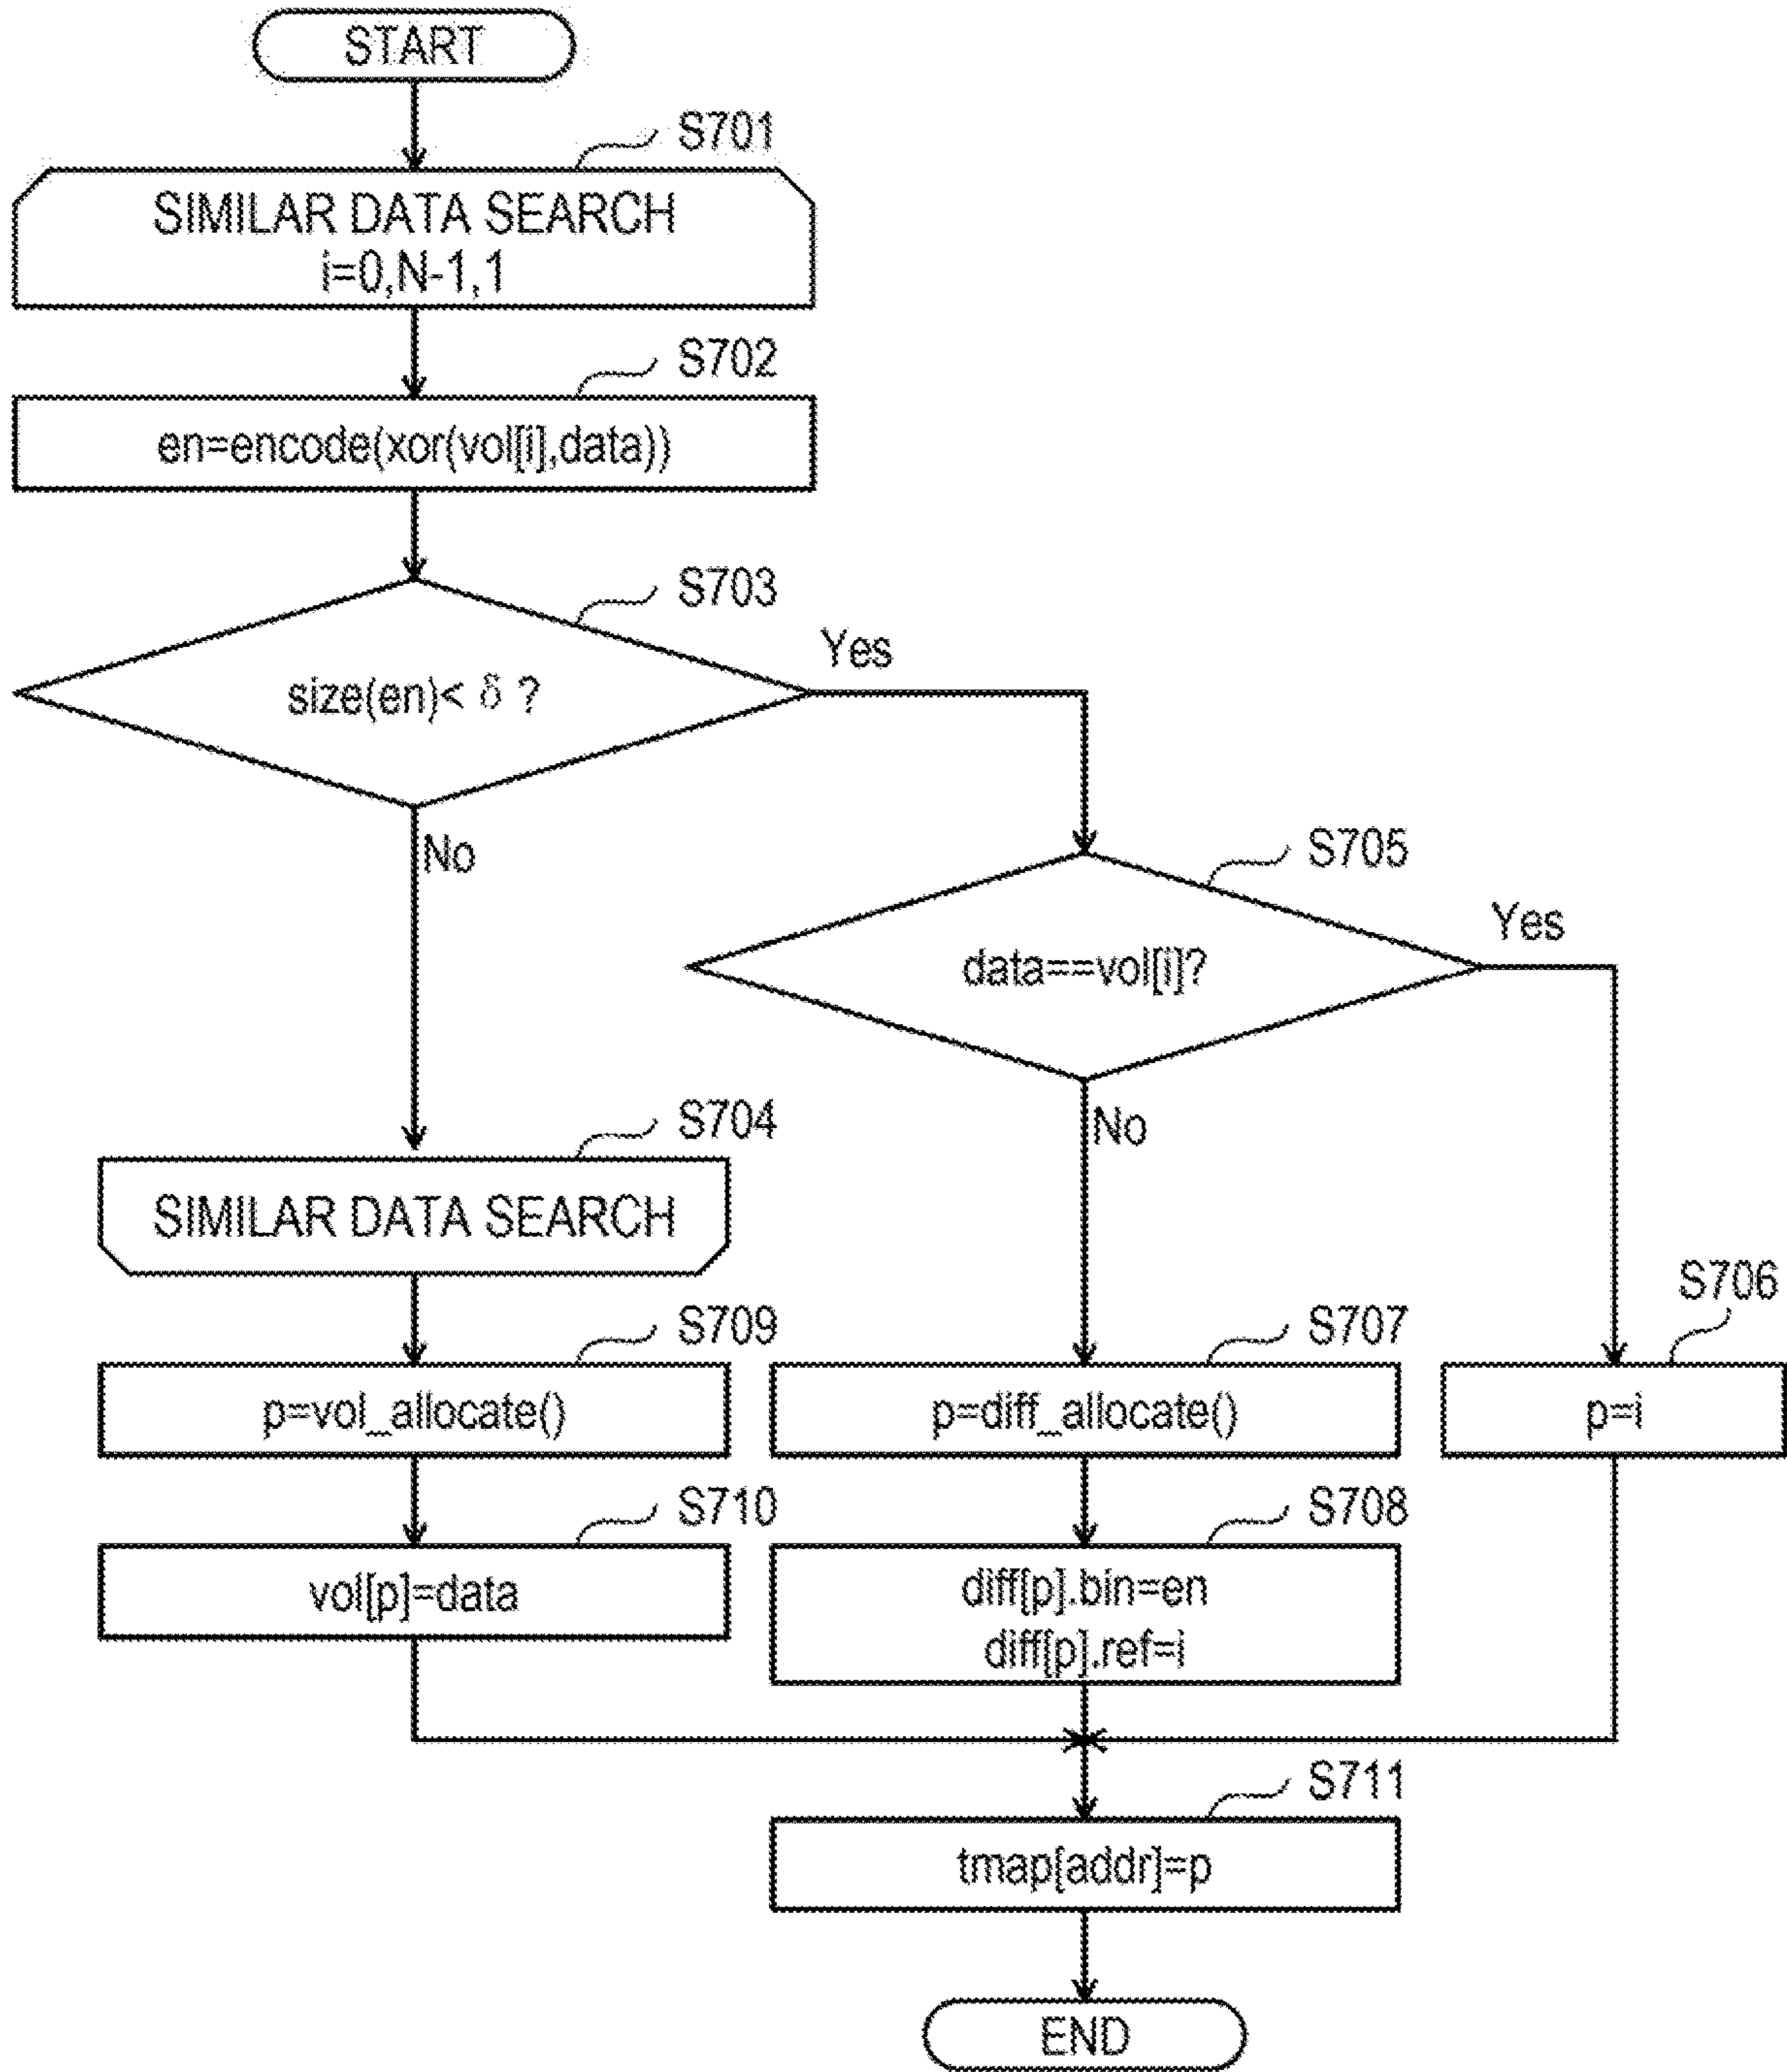 START
S701
SIMILAR DATA SEARCH
i=0,N-1,1
S702
en=encode(xor(vol[i],data))
S703
size(en)< δ ?
Yes
No
S705
data==vol[i]?
Yes
No
S704
SIMILAR DATA SEARCH
S706
p=i
S709
p=vol_allocate()
S707
p=diff_allocate()
S710
vol[p]=data
S708
diff[p].bin=en
diff[p].ref=i
S711
tmap[addr]=p
END